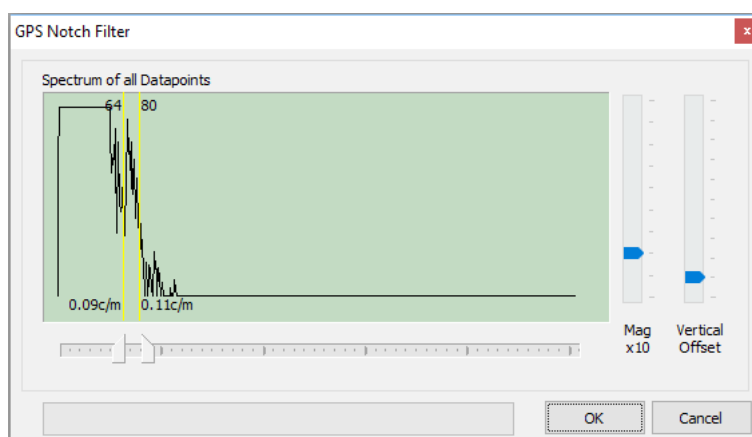 GPS Notch Filter
x
Spectrum of all Datapoints
64 80
0.09c/m 0.11c/m
Mag
x10
Vertical
Offset
OK
Cancel